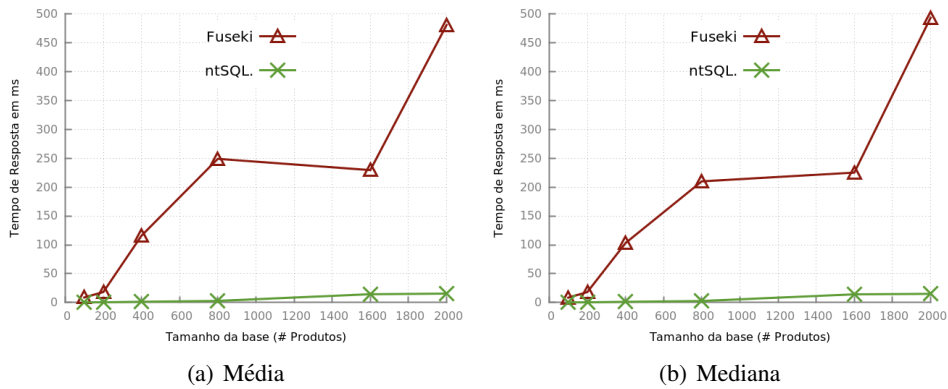 500
450
400
350
300
250
200
150
100
50
0
Tempo de Resposta em ms
Fuseki
ntSQL.
0 200 400 600 800 1000 1200 1400 1600 1800 2000
Tamanho da base (# Produtos)
(a) Média
500
450
400
350
300
250
200
150
100
50
0
Tempo de Resposta em ms
Fuseki
ntSQL.
0 200 400 600 800 1000 1200 1400 1600 1800 2000
Tamanho da base (# Produtos)
(b) Mediana